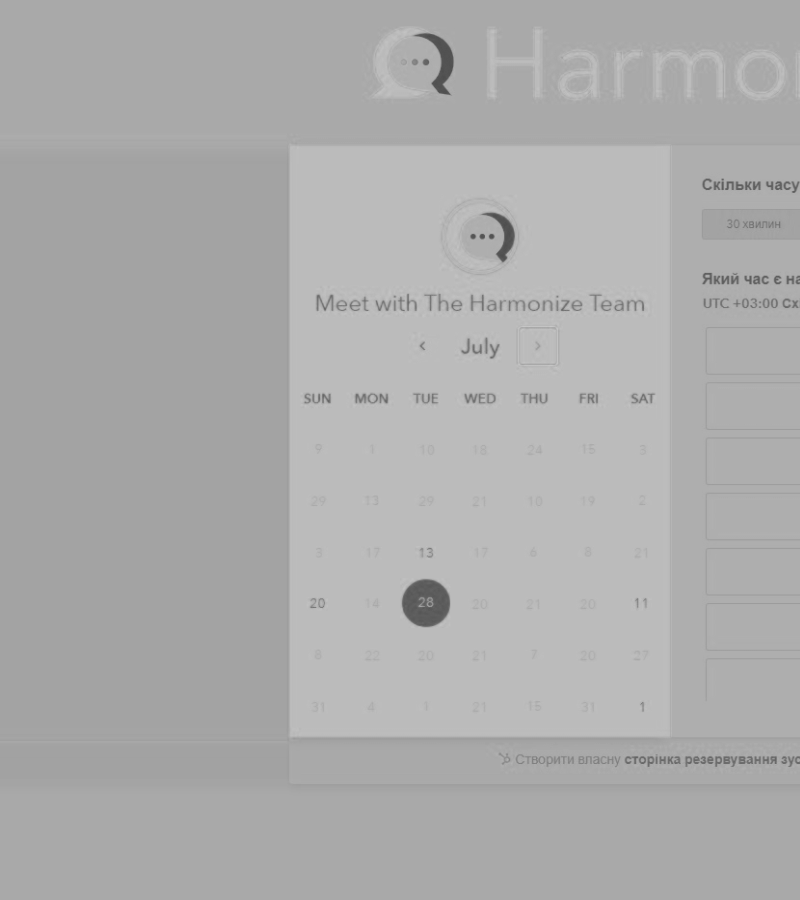 Harmo
Скільки часу
30 хвилин
Meet with The Harmonize Team
Який час є на
UTC +03:00 Сх
‹ July ›
SUN MON TUE WED THU FRI SAT
9 1 10 18 24 15 3
29 13 29 21 10 19 2
3 17 13 17 6 8 21
20 14 28 20 21 20 11
8 22 20 21 7 20 27
31 4 1 21 15 31 1
Створити власну сторінка резервування зус